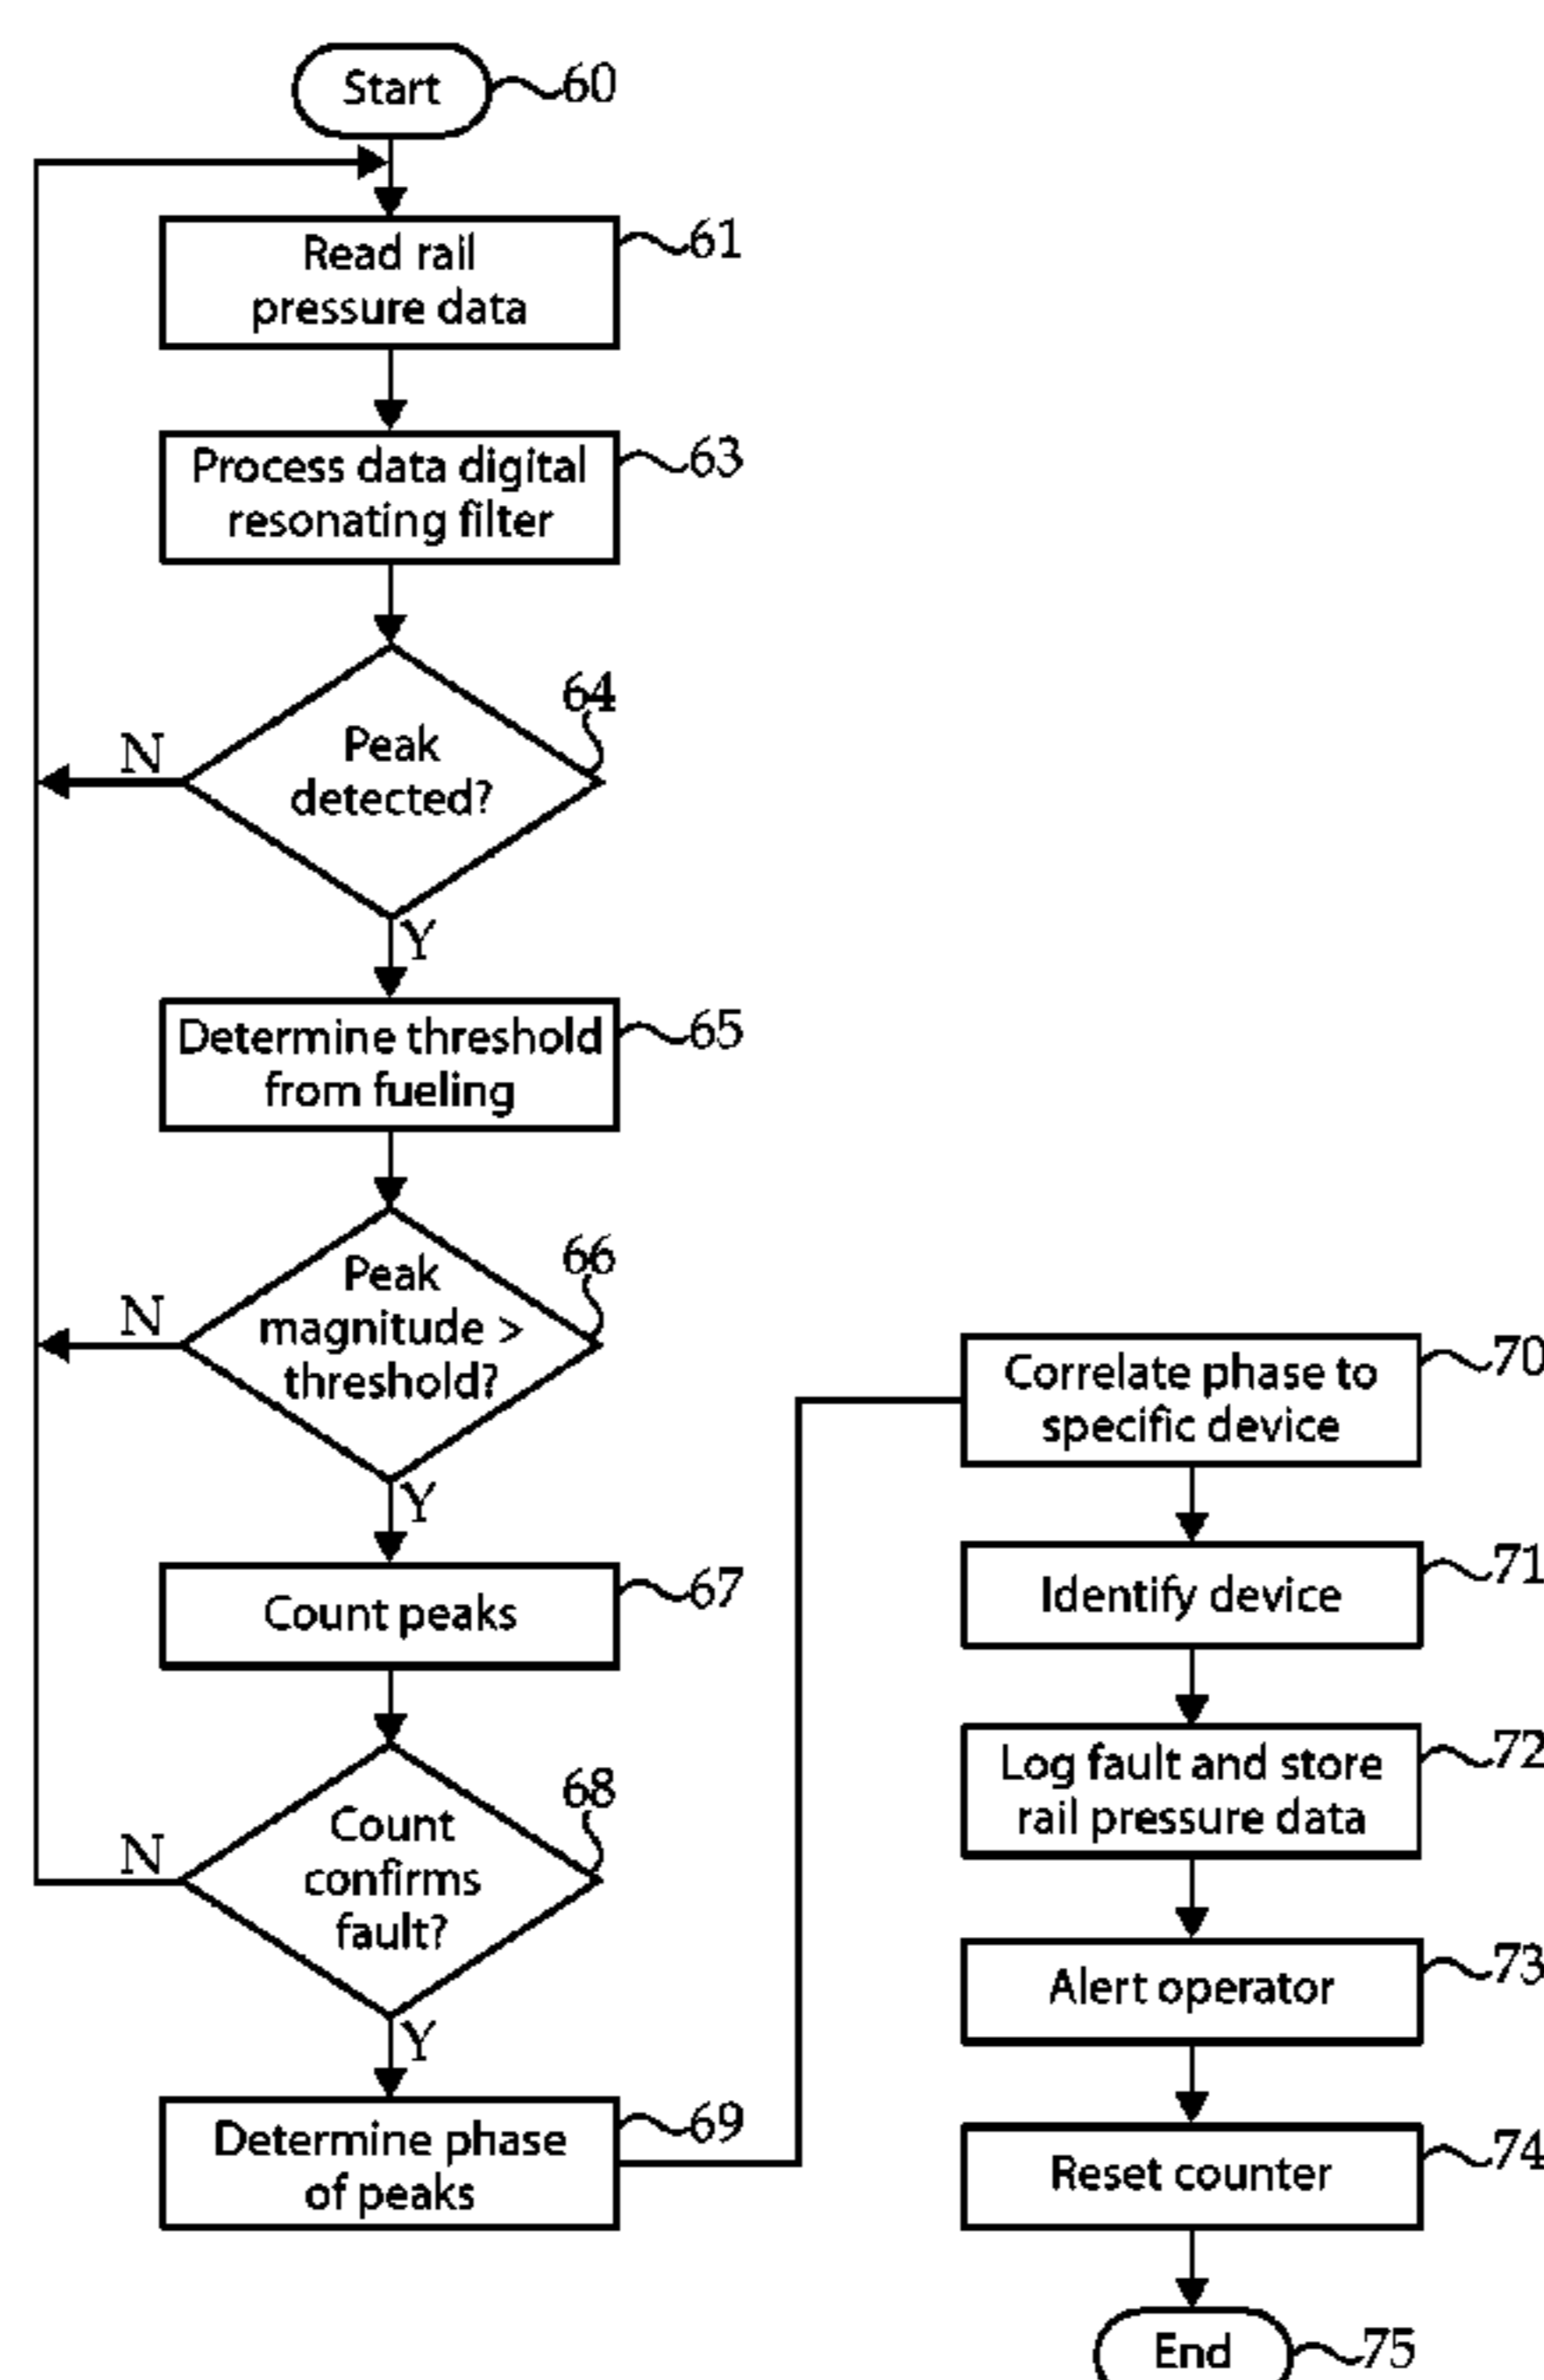 Start
60
Read rail
pressure data
61
Process data digital
resonating filter
63
Peak
detected?
64
N
Y
Determine threshold
from fueling
65
Peak
magnitude >
threshold?
66
N
Y
Count peaks
67
Count
confirms
fault?
68
N
Y
Determine phase
of peaks
69
Correlate phase to
specific device
70
Identify device
71
Log fault and store
rail pressure data
72
Alert operator
73
Reset counter
74
End
75